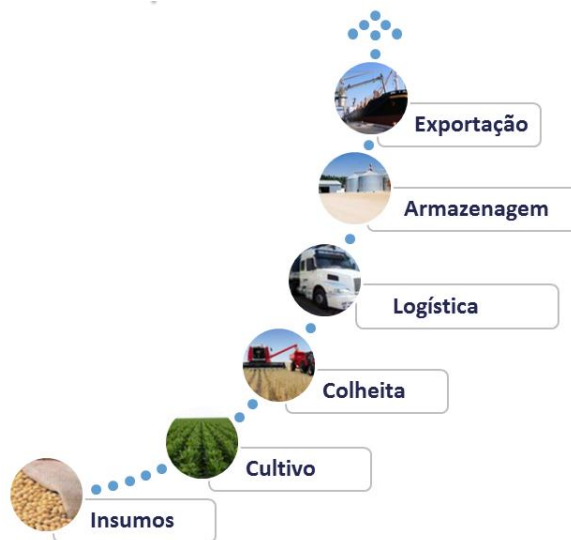 Exportação
Armazenagem
Logística
Colheita
Cultivo
Insumos